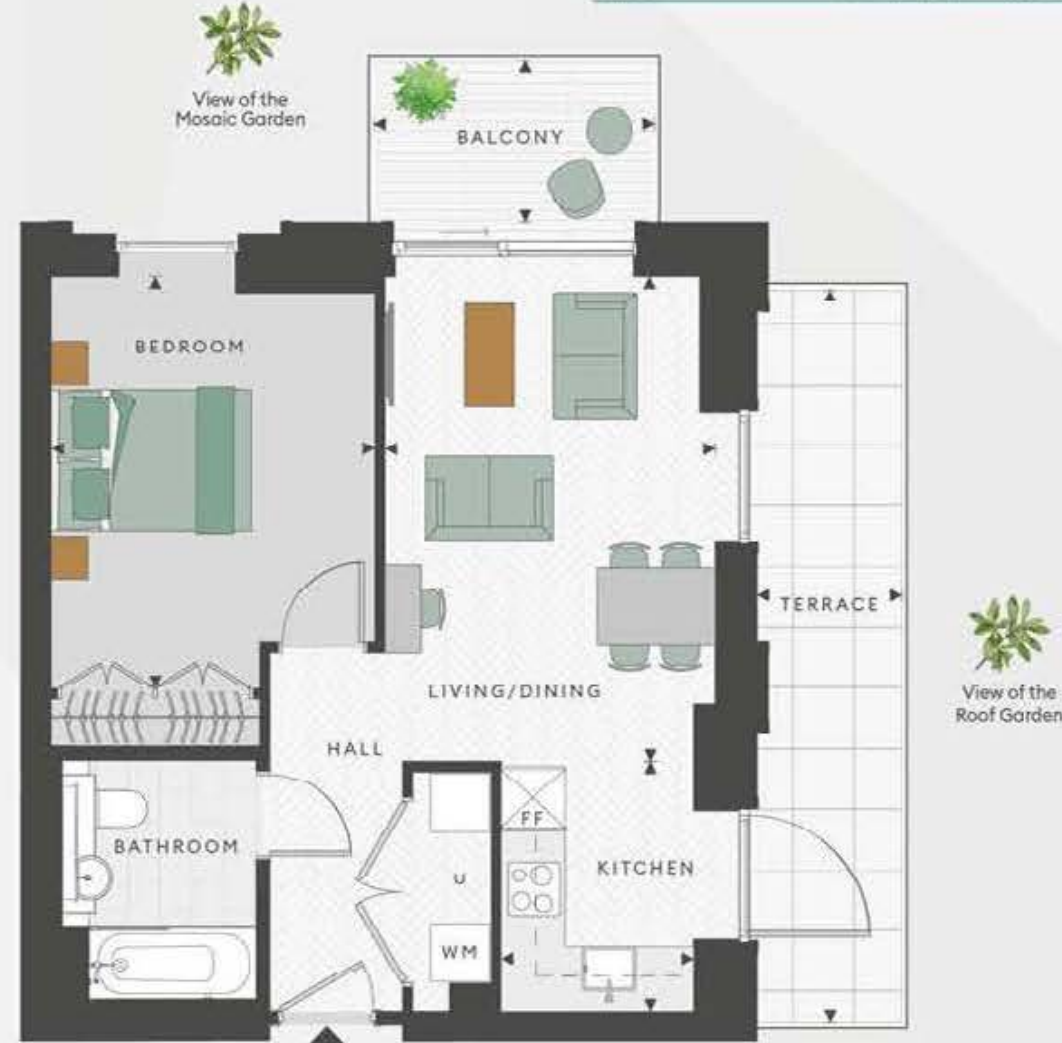 View of the
Mosaic Garden
BALCONY
BEDROOM
TERRACE
View of the
Roof Garden
LIVING/DINING
HALL
FF
BATHROOM
KITCHEN
U
WM